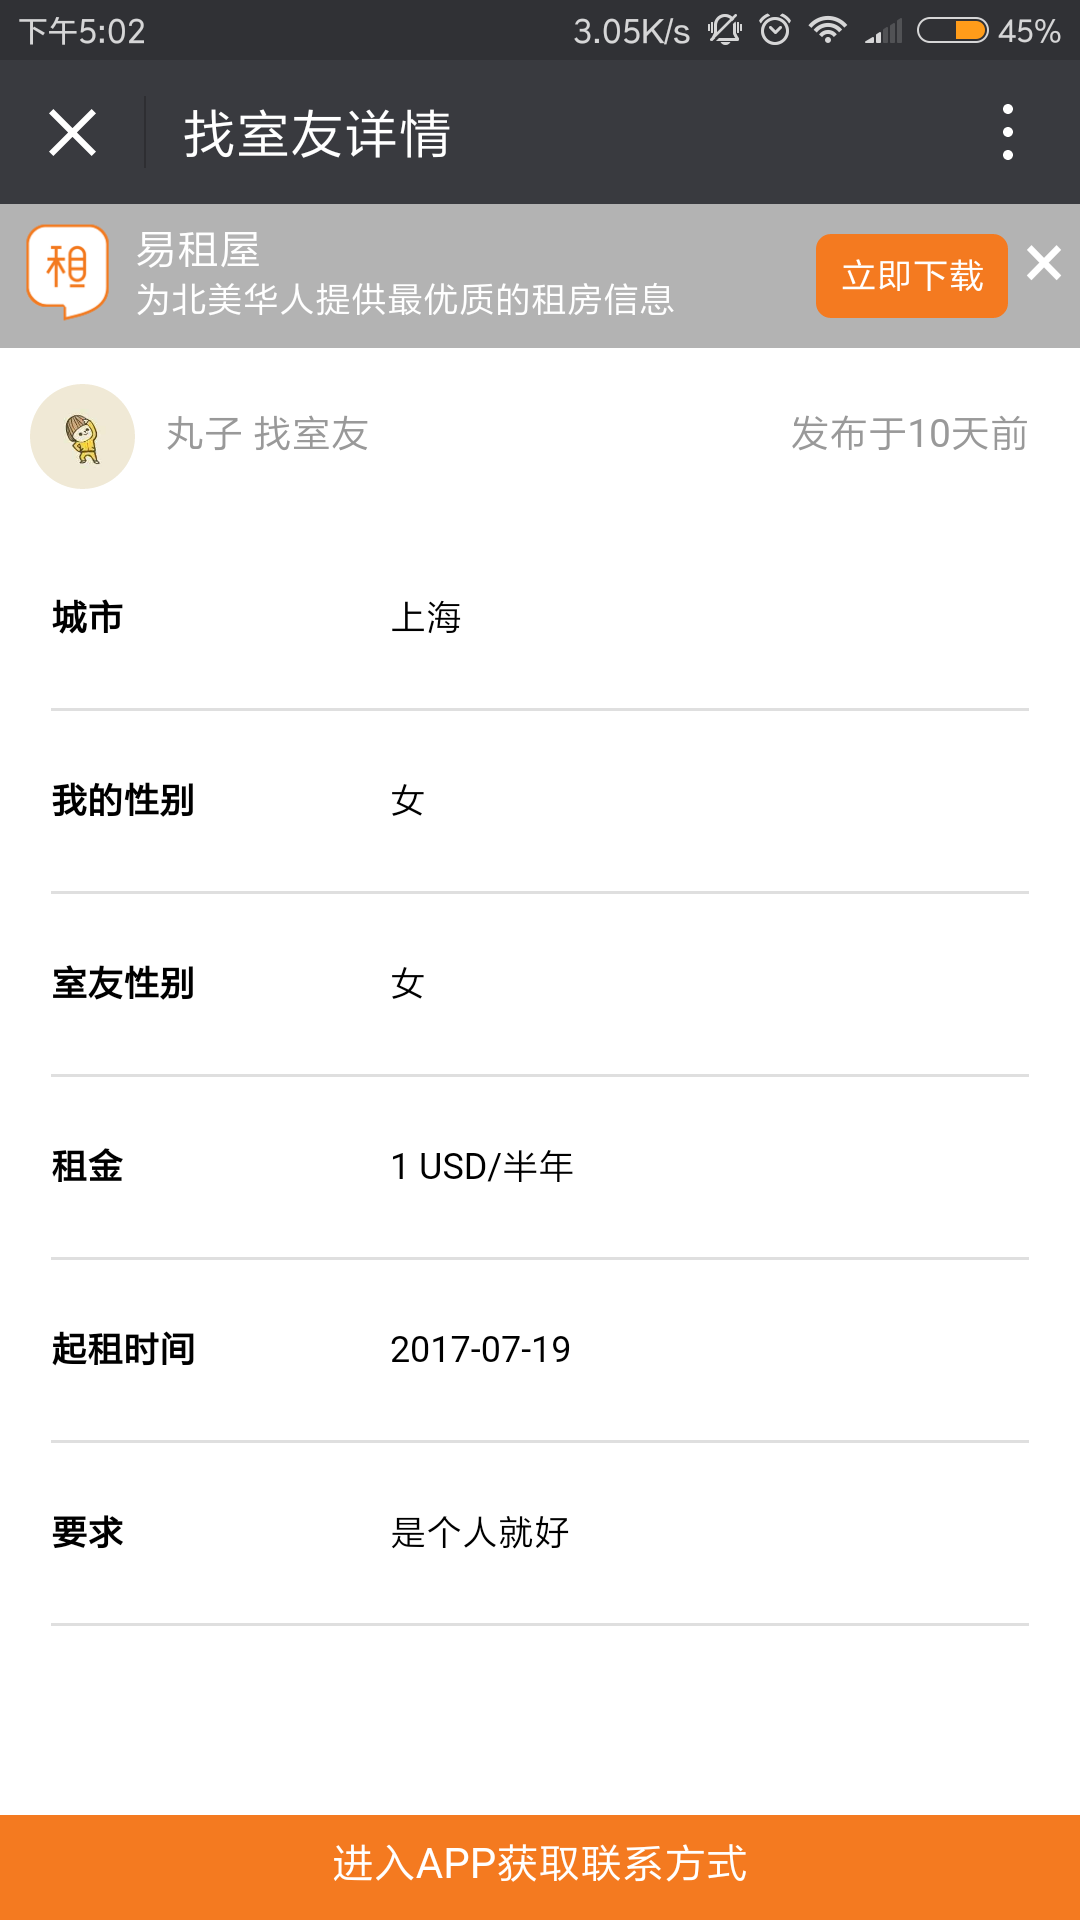 下午5:02 3.05K/s 45%
找室友详情
租
易租屋
为北美华人提供最优质的租房信息
立即下载
丸子 找室友 发布于10天前
城市 上海
我的性别 女
室友性别 女
租金 1 USD/半年
起租时间 2017-07-19
要求 是个人就好
进入APP获取联系方式